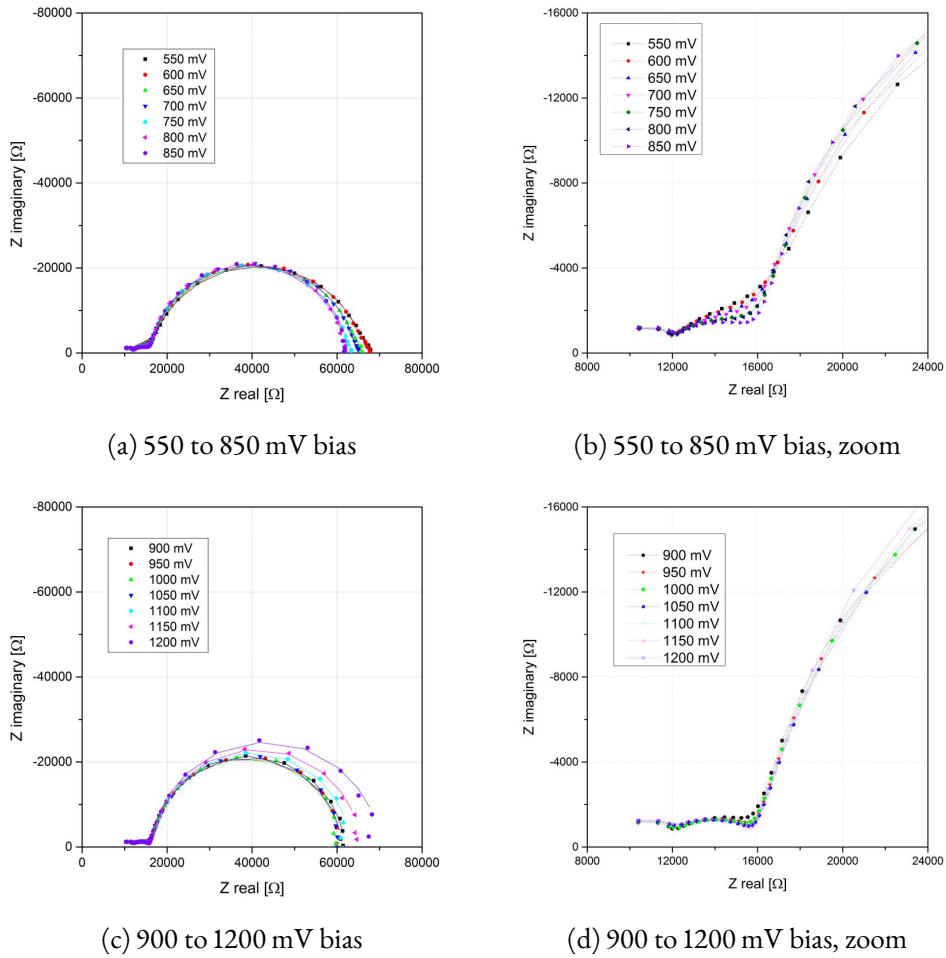 -80000
-60000
-40000
-20000
0
0
20000
40000
60000
80000
Z imaginary [Ω]
Z real [Ω]
550 mV
600 mV
650 mV
700 mV
750 mV
800 mV
850 mV
(a) 550 to 850 mV bias
-16000
-12000
-8000
-4000
0
8000
12000
16000
20000
24000
Z imaginary [Ω]
Z real [Ω]
550 mV
600 mV
650 mV
700 mV
750 mV
800 mV
850 mV
(b) 550 to 850 mV bias, zoom
-80000
-60000
-40000
-20000
0
0
20000
40000
60000
80000
Z imaginary [Ω]
Z real [Ω]
900 mV
950 mV
1000 mV
1050 mV
1100 mV
1150 mV
1200 mV
(c) 900 to 1200 mV bias
-16000
-12000
-8000
-4000
0
8000
12000
16000
20000
24000
Z imaginary [Ω]
Z real [Ω]
900 mV
950 mV
1000 mV
1050 mV
1100 mV
1150 mV
1200 mV
(d) 900 to 1200 mV bias, zoom